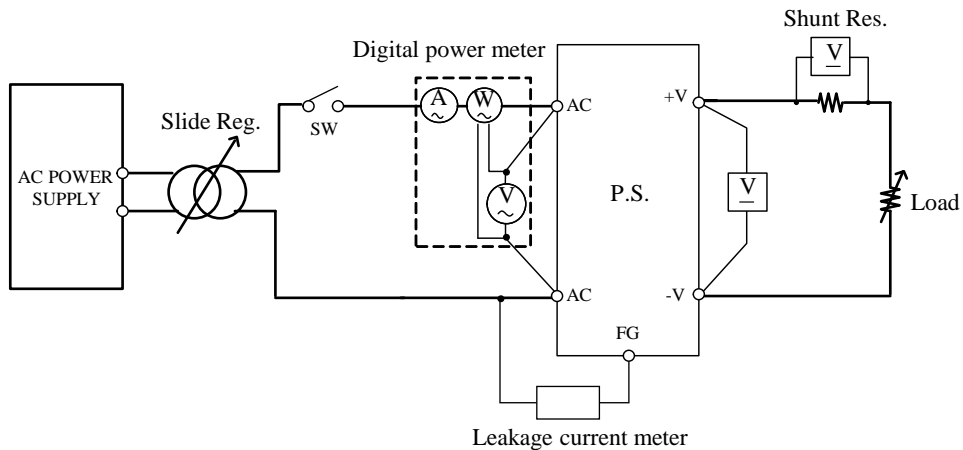 Shunt Res.
V
Digital power meter
A
W
AC
+V
Slide Reg.
SW
AC POWER
SUPPLY
V
P.S.
V
Load
AC
-V
FG
Leakage current meter